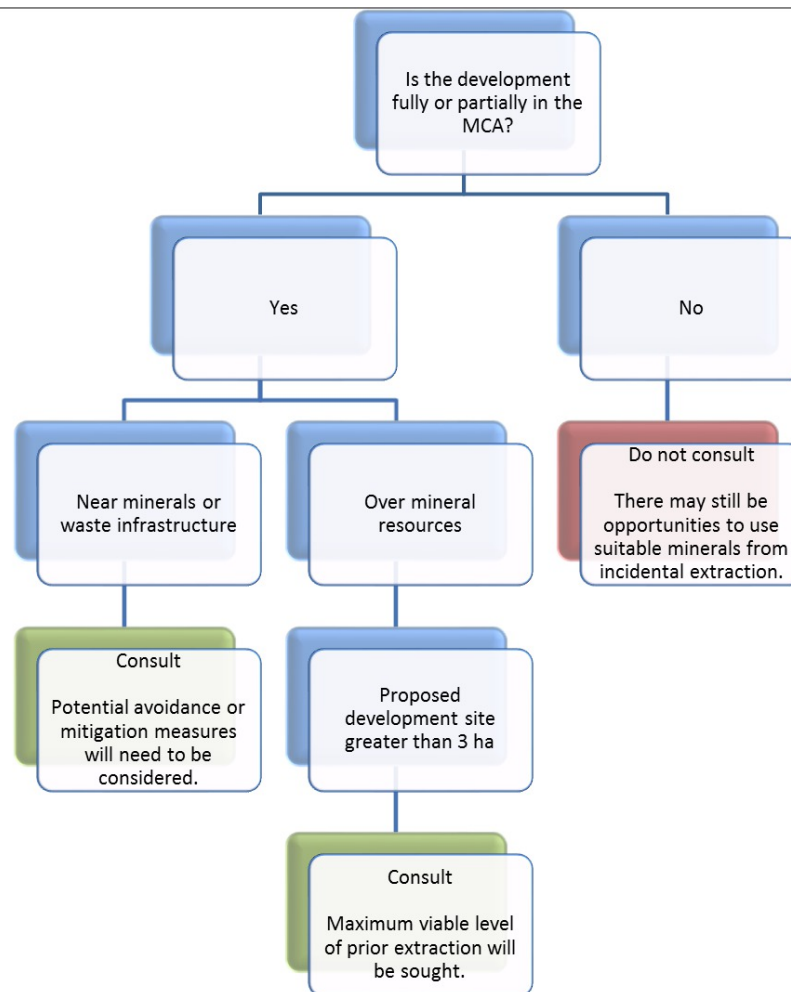 Is the development
fully or partially in the
MCA?
Yes
No
Near minerals or
waste infrastructure
Over mineral
resources
Do not consult
There may still be
opportunities to use
suitable minerals from
incidental extraction.
Consult
Potential avoidance or
mitigation measures
will need to be
considered.
Proposed
development site
greater than 3 ha
Consult
Maximum viable level
of prior extraction will
be sought.